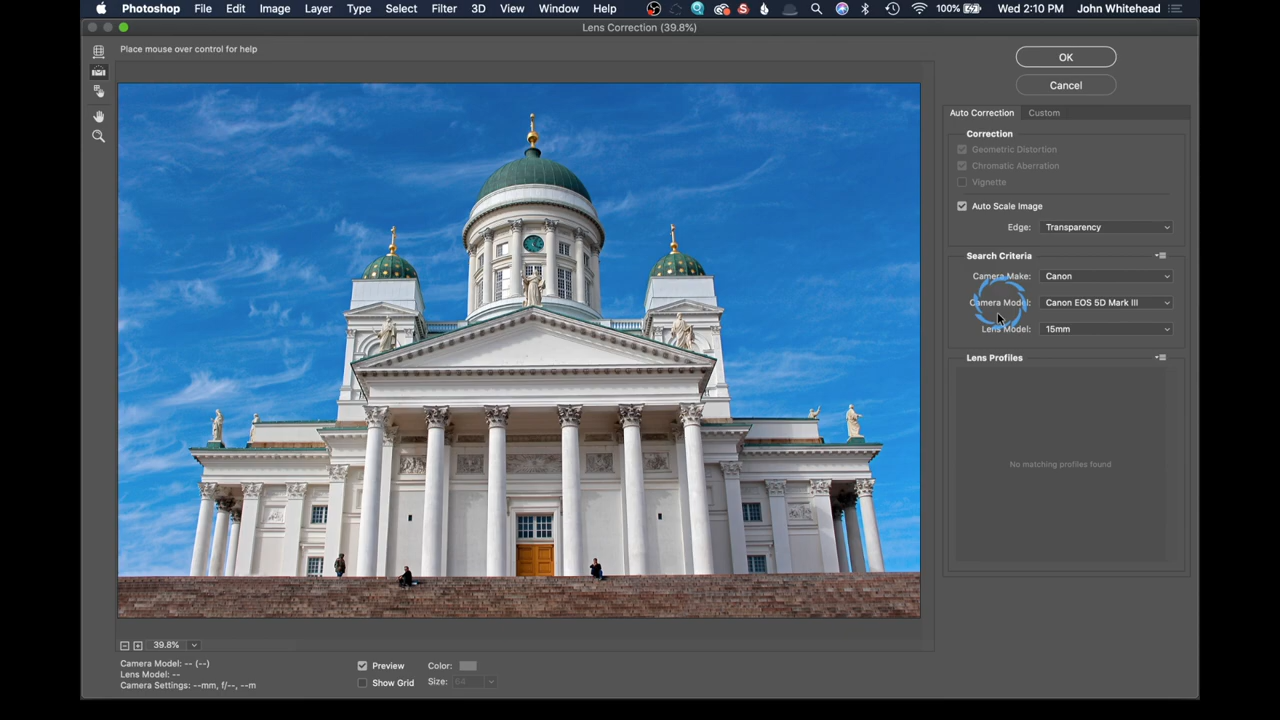 Photoshop File Edit Image Layer Type Select Filter 3D View Window Help 100% Wed 2:10 PM John Whitehead
Lens Correction (39.8%)
Place mouse over control for help
OK
Cancel
Auto Correction Custom
Correction
Geometric Distortion
Chromatic Aberration
Vignette
Auto Scale Image
Edge: Transparency
Search Criteria
Camera Make: Canon
Camera Model: Canon EOS 5D Mark III
Lens Model: 15mm
Lens Profiles
No matching profiles found
39.8%
Camera Model: -- (--)
Lens Model: --
Camera Settings: --mm, f/--, --m
Preview
Show Grid
Color:
Size: 64